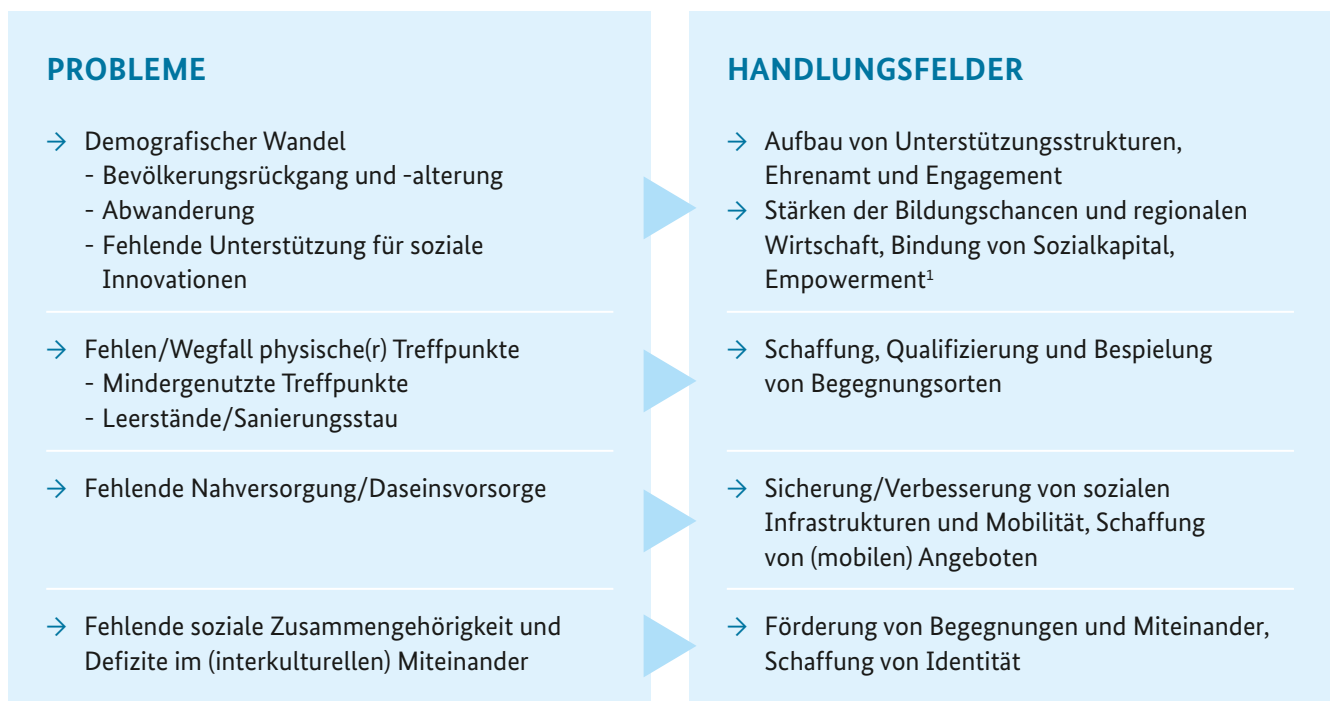 PROBLEME
→ Demografischer Wandel
- Bevölkerungsrückgang und -alterung
- Abwanderung
- Fehlende Unterstützung für soziale
Innovationen
→ Fehlen/Wegfall physische(r) Treffpunkte
- Mindergenutzte Treffpunkte
- Leerstände/Sanierungsstau
→ Fehlende Nahversorgung/Daseinsvorsorge
→ Fehlende soziale Zusammengehörigkeit und
Defizite im (interkulturellen) Miteinander
HANDLUNGSFELDER
→ Aufbau von Unterstützungsstrukturen,
Ehrenamt und Engagement
→ Stärken der Bildungschancen und regionalen
Wirtschaft, Bindung von Sozialkapital,
Empowerment¹
→ Schaffung, Qualifizierung und Bespielung
von Begegnungsorten
→ Sicherung/Verbesserung von sozialen
Infrastrukturen und Mobilität, Schaffung
von (mobilen) Angeboten
→ Förderung von Begegnungen und Miteinander,
Schaffung von Identität